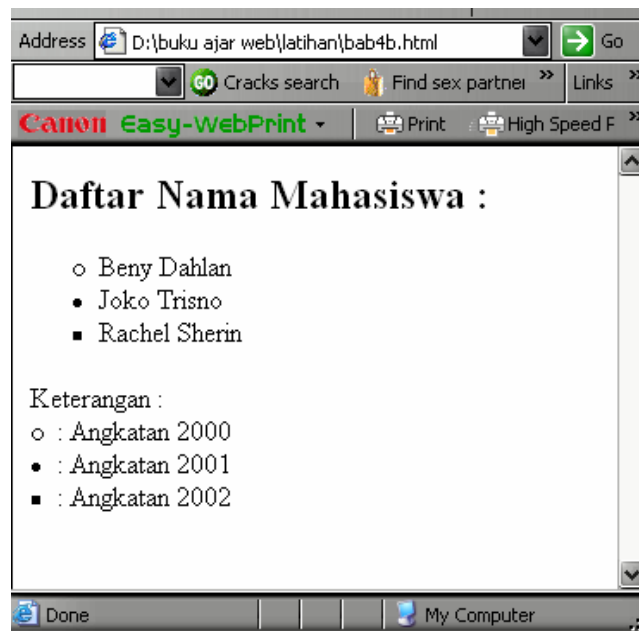 Address D:\buku ajar web\latihan\bab4b.html Go
Cracks search Find sex partner » Links »
Canon Easy-WebPrint Print High Speed P »
Daftar Nama Mahasiswa :
○ Beny Dahlan
● Joko Trisno
■ Rachel Sherin
Keterangan :
○ : Angkatan 2000
● : Angkatan 2001
■ : Angkatan 2002
Done My Computer